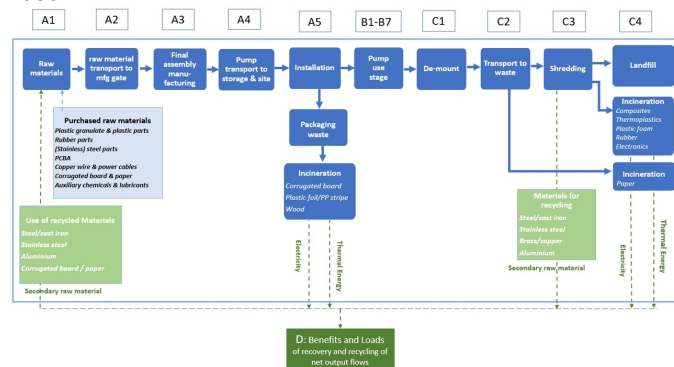 A1
A2
A3
A4
A5
B1-B7
C1
C2
C3
C4
Raw
materials
raw material
transport to
mfg gate
Final
assembly
manu-
facturing
Pump
transport to
storage & site
Installation
Pump
use
stage
De-mount
Transport to
waste
Shredding
Landfill
Purchased raw materials
Plastic granulate & plastic parts
Rubber parts
(Stainless) steel parts
PCBA
Copper wire & power cables
Corrugated board & paper
Auxiliary chemicals & lubricants
Packaging
waste
Incineration
Composites
Thermoplastics
Plastic foam
Rubber
Electronics
Incineration
Corrugated board
Plastic foil/PP stripe
Wood
Incineration
Paper
Use of recycled Materials
Steel/cast iron
Stainless steel
Aluminium
Corrugated board / paper
Materials for
recycling
Steel/cast iron
Stainless steel
Brass/copper
Aluminium
Electricity
Thermal Energy
Electricity
Thermal Energy
Secondary raw material
Secondary raw material
D: Benefits and Loads
of recovery and recycling of
net output flows